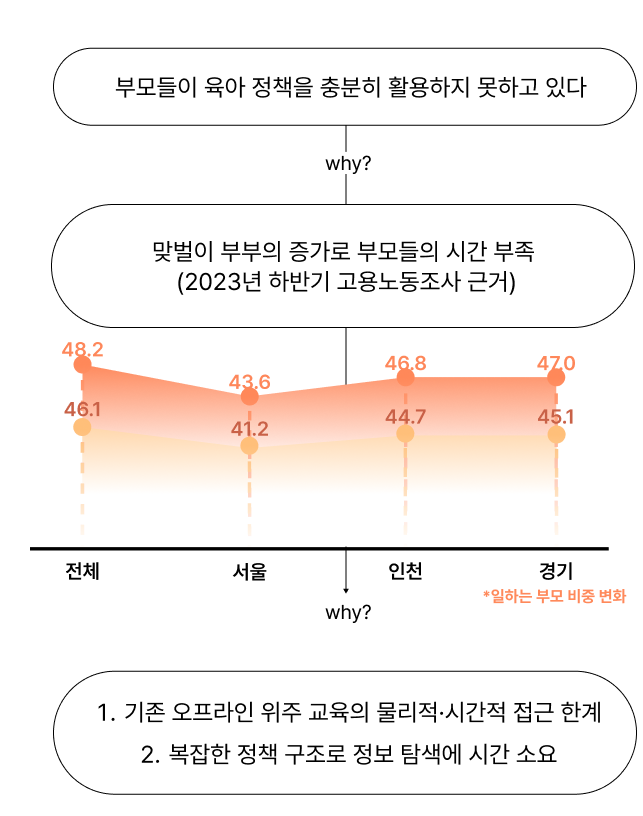 부모들이 육아 정책을 충분히 활용하지 못하고 있다
why?
맞벌이 부부의 증가로 부모들의 시간 부족
(2023년 하반기 고용노동조사 근거)
48.2
43.6
46.8
47.0
46.1
41.2
44.7
45.1
전체
서울
인천
경기
*일하는 부모 비중 변화
why?
1. 기존 오프라인 위주 교육의 물리적·시간적 접근 한계
2. 복잡한 정책 구조로 정보 탐색에 시간 소요